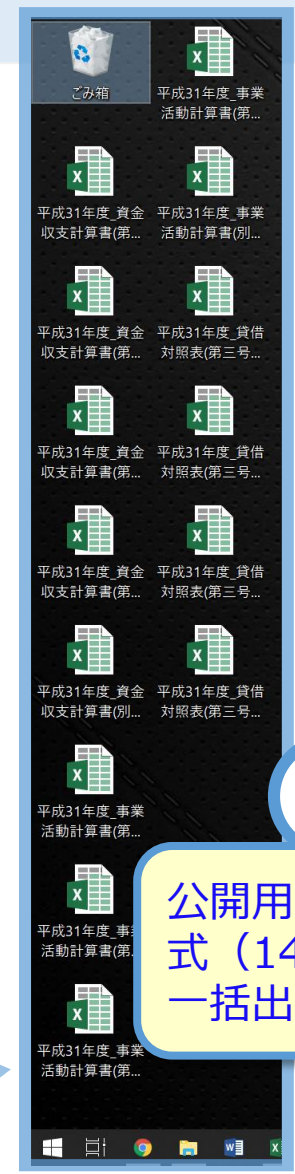 ごみ箱
平成31年度_資金
収支計算書(第...
平成31年度_資金
収支計算書(第...
平成31年度_資金
収支計算書(第...
平成31年度_資金
収支計算書(第...
平成31年度_資金
収支計算書(別...
平成31年度_事業
活動計算書(第...
平成31年度_事
活動計算書(第
平成31年度_事業
活動計算書(第...
平成31年度_事業
活動計算書(第...
平成31年度_事業
活動計算書(別...
平成31年度_貸借
対照表(第三号...
平成31年度_貸借
対照表(第三号...
平成31年度_貸借
対照表(第三号...
平成31年度_貸借
対照表(第三号...
公開用
式（14
一括出